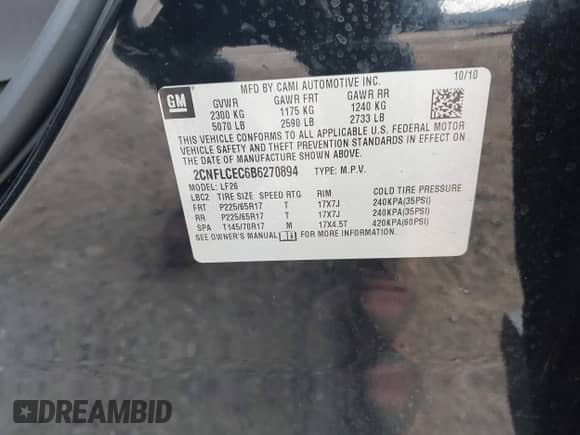 MFD BY CAMI AUTOMOTIVE INC. 10/10
GM
GVWR GAWR FRT GAWR RR
2300 KG 1175 KG 1240 KG
5070 LB 2590 LB 2733 LB
THIS VEHICLE CONFORMS TO ALL APPLICABLE U.S. FEDERAL MOTOR
VEHICLE SAFETY AND THEFT PREVENTION STANDARDS IN EFFECT ON
THE DATE OF MANUFACTURE SHOWN ABOVE.
2CNFLCEC6B6270894 TYPE: M.P.V.
MODEL: LF26
LBC2 TIRE SIZE SPEED RTG RIM COLD TIRE PRESSURE
FRT P225/65R17 T 17X7J 240KPA(35PSI)
RR P225/65R17 T 17X7J 240KPA(35PSI)
SPA T145/70R17 M 17X4.5T 420KPA(60PSI)
SEE OWNER'S MANUAL
DREAMBID